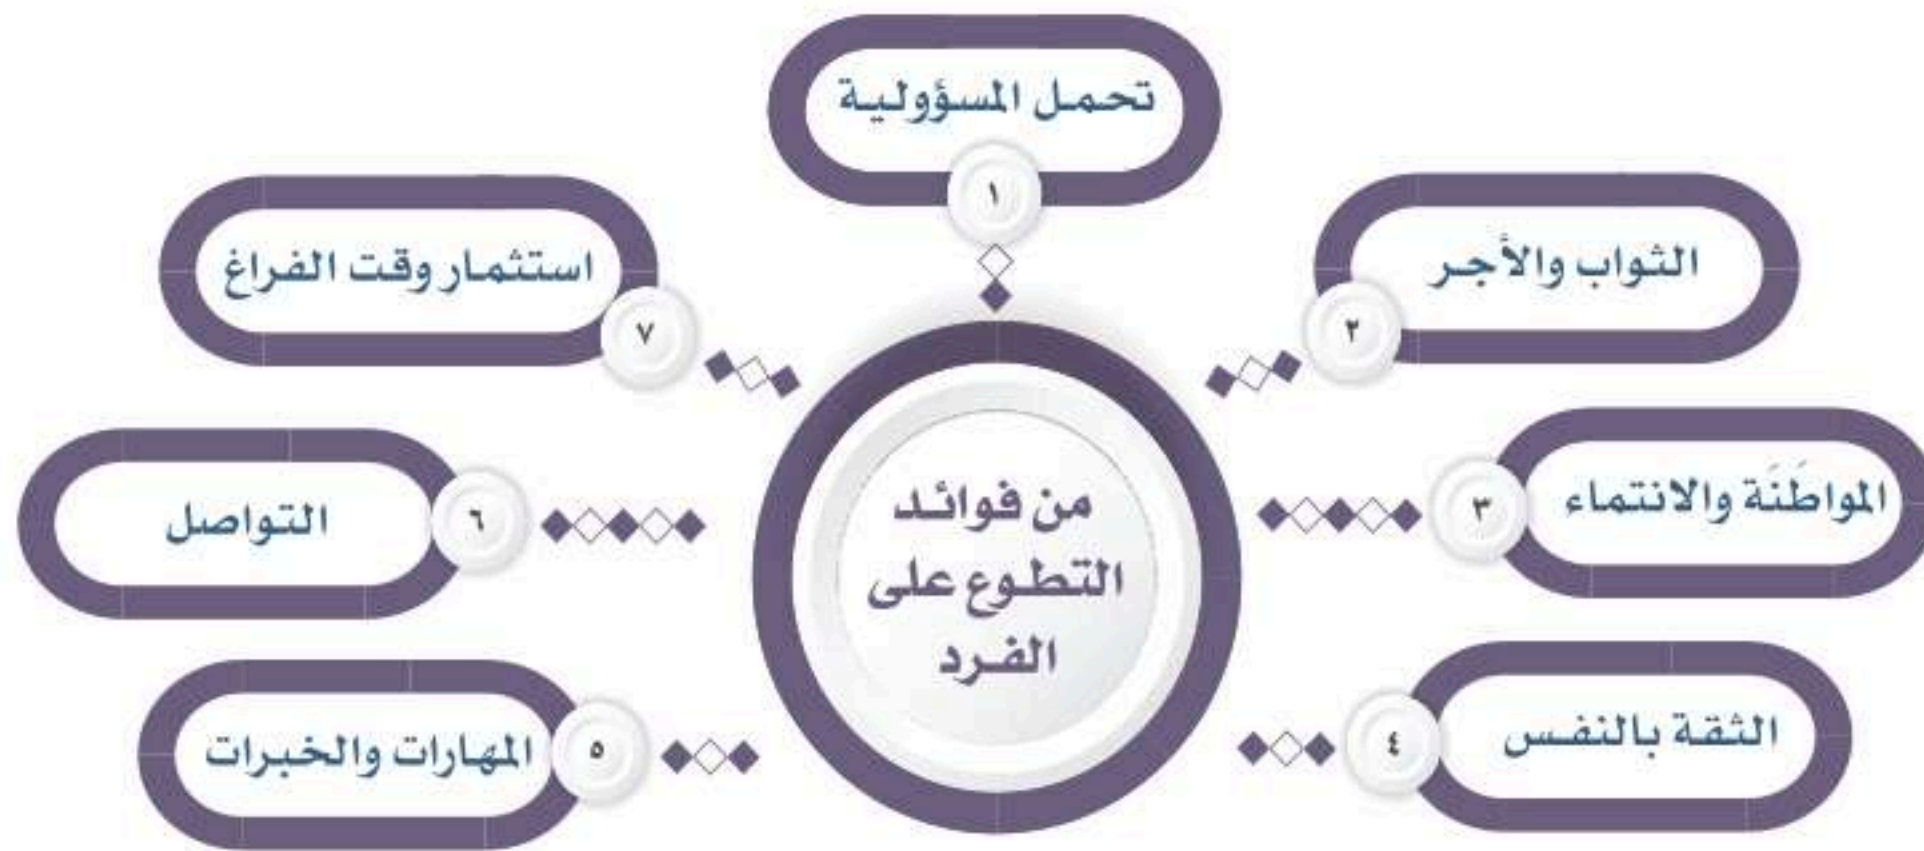 من فوائد
التطوع على
الفرد
تحمل المسؤولية
١
الثواب والأجر
٢
المواطَنَة والانتماء
٣
الثقة بالنفس
٤
المهارات والخبرات
٥
التواصل
٦
استثمار وقت الفراغ
٧